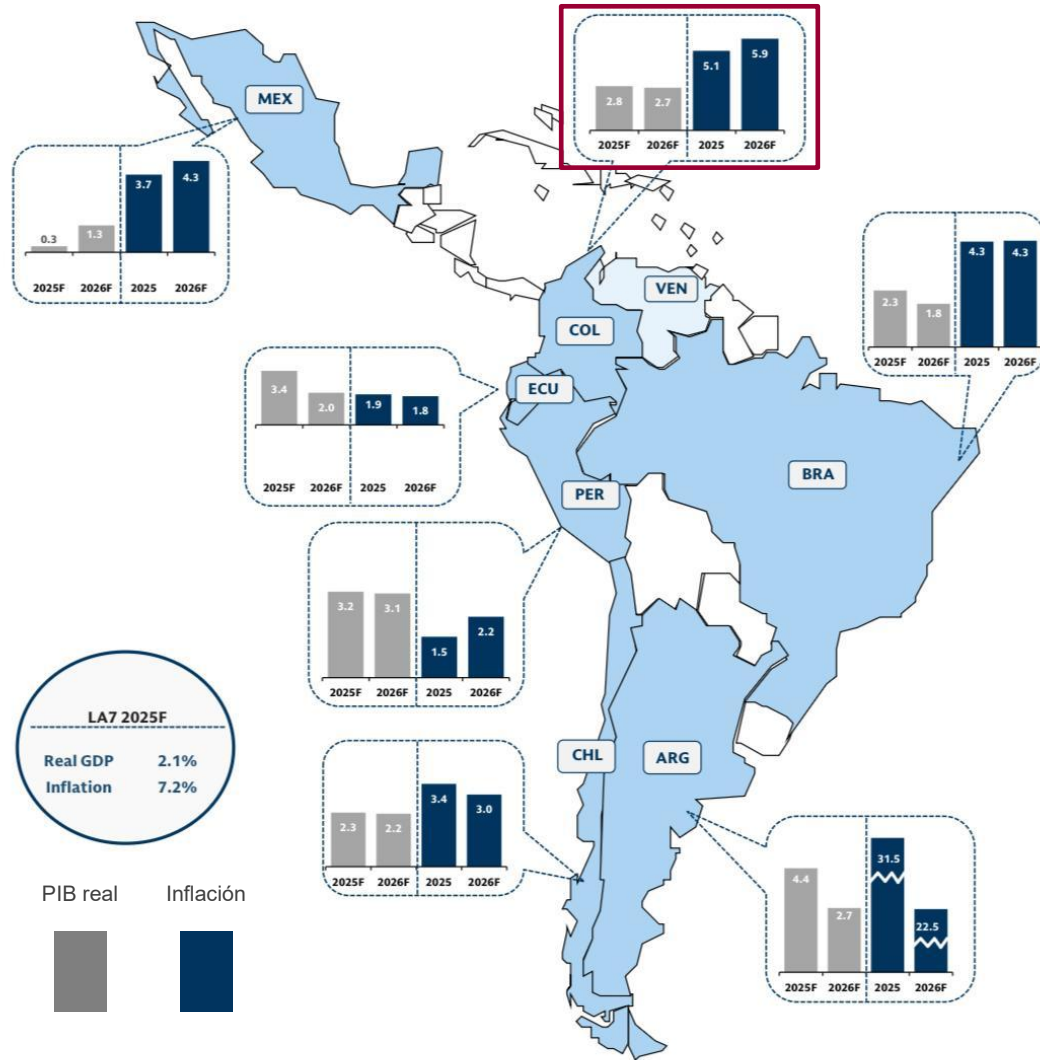 2.8 2.7 5.1 5.9
2025F 2026F 2025 2026F
MEX
0.3 1.3 3.7 4.3
2025F 2026F 2025 2026F
VEN
COL
ECU
BRA
PER
2.3 1.8 4.3 4.3
2025F 2026F 2025 2026F
3.4 2.0 1.9 1.8
2025F 2026F 2025 2026F
3.2 3.1 1.5 2.2
2025F 2026F 2025 2026F
LA7 2025F
Real GDP 2.1%
Inflation 7.2%
CHL
ARG
2.3 2.2 3.4 3.0
2025F 2026F 2025 2026F
4.4 2.7 31.5 22.5
2025F 2026F 2025 2026F
PIB real Inflación